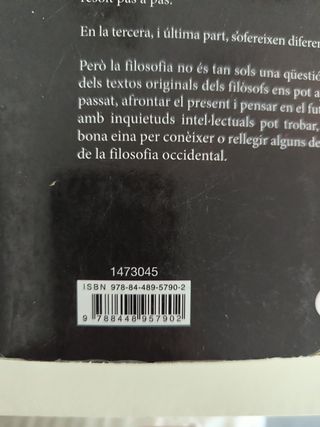 resolt pas a pas.
En la tercera, i última part, s'ofereixen diferen
Però la filosofia no és tan sols una qüestió
dels textos originals dels filòsofs ens pot a
passat, afrontar el present i pensar en el fut
amb inquietuds intel·lectuals pot trobar,
bona eina per conèixer o rellegir alguns de
de la filosofia occidental.
1473045
ISBN 978-84-489-5790-2
9 788448 957902